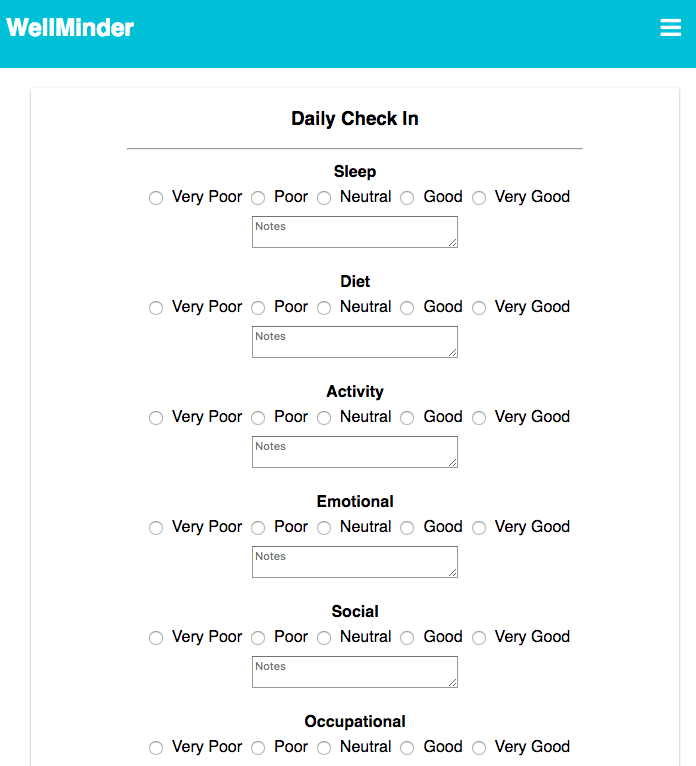 WellMinder
Daily Check In
Sleep
Very Poor Poor Neutral Good Very Good
Notes
Diet
Very Poor Poor Neutral Good Very Good
Notes
Activity
Very Poor Poor Neutral Good Very Good
Notes
Emotional
Very Poor Poor Neutral Good Very Good
Notes
Social
Very Poor Poor Neutral Good Very Good
Notes
Occupational
Very Poor Poor Neutral Good Very Good